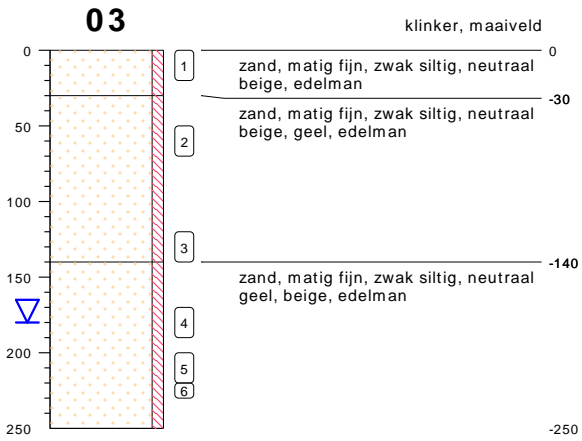 03
klinker, maaiveld
0
0
1
zand, matig fijn, zwak siltig, neutraal
beige, edelman
-30
zand, matig fijn, zwak siltig, neutraal
beige, geel, edelman
50
2
100
3
-140
zand, matig fijn, zwak siltig, neutraal
geel, beige, edelman
150
4
200
5
6
250
-250